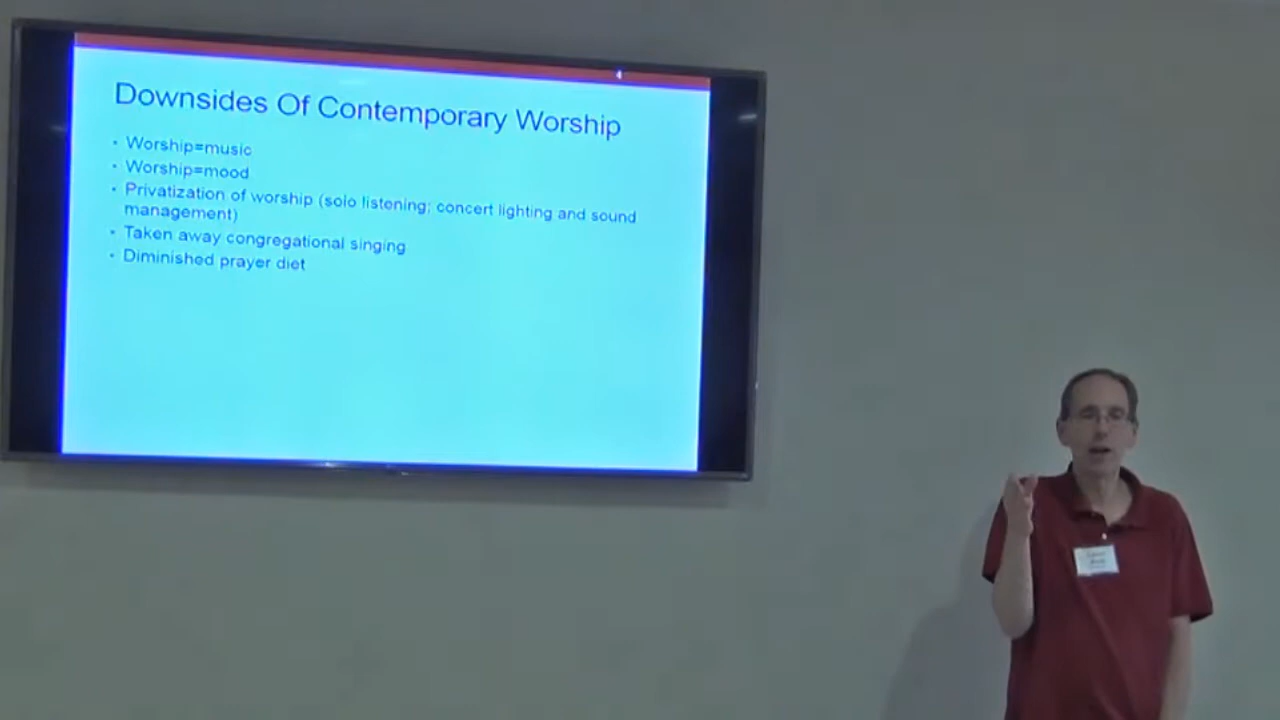 4
Downsides Of Contemporary Worship
• Worship=music
• Worship=mood
• Privatization of worship (solo listening; concert lighting and sound
management)
• Taken away congregational singing
• Diminished prayer diet